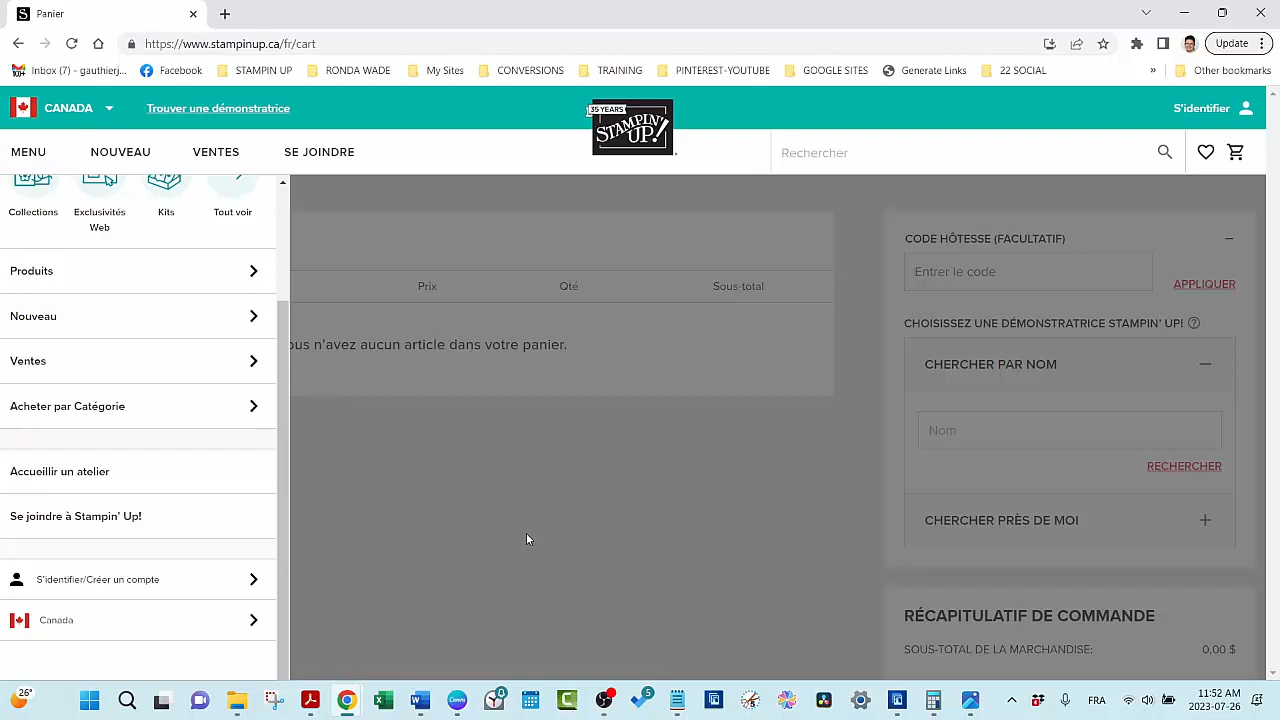 Panier
https://www.stampinup.ca/fr/cart
Update
Inbox (7) - gauthierj...
Facebook
STAMPIN UP
RONDA WADE
My Sites
CONVERSIONS
TRAINING
PINTEREST-YOUTUBE
GOOGLE SITES
Generate Links
22 SOCIAL
»
Other bookmarks
CANADA
Trouver une démonstratrice
35 YEARS
STAMPIN' UP!
S'identifier
MENU
NOUVEAU
VENTES
SE JOINDRE
Rechercher
Collections
Exclusivités
Web
Kits
Tout voir
Produits
Nouveau
Ventes
Acheter par Catégorie
Accueillir un atelier
Se joindre à Stampin' Up!
S'identifier/Créer un compte
Canada
Prix
Qté
Sous-total
ous n'avez aucun article dans votre panier.
CODE HÔTESSE (FACULTATIF)
Entrer le code
APPLIQUER
CHOISISSEZ UNE DÉMONSTRATRICE STAMPIN' UP!
CHERCHER PAR NOM
Nom
RECHERCHER
CHERCHER PRÈS DE MOI
RÉCAPITULATIF DE COMMANDE
SOUS-TOTAL DE LA MARCHANDISE:
0,00 $
26°
0
5
FRA
11:52 AM
2023-07-26